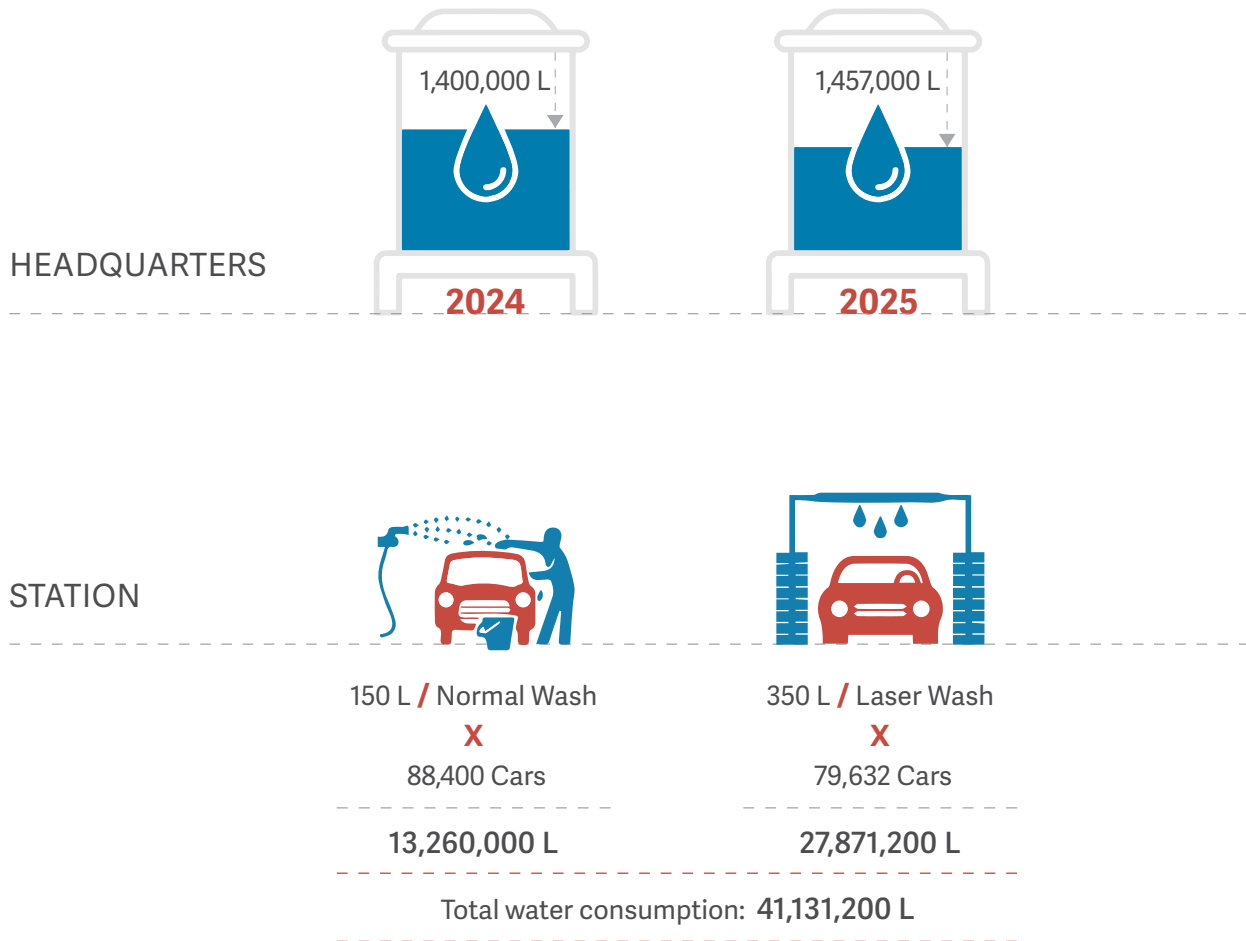 1,400,000 L
1,457,000 L
HEADQUARTERS
2024
2025
STATION
150 L / Normal Wash
X
88,400 Cars
13,260,000 L
350 L / Laser Wash
X
79,632 Cars
27,871,200 L
Total water consumption: 41,131,200 L